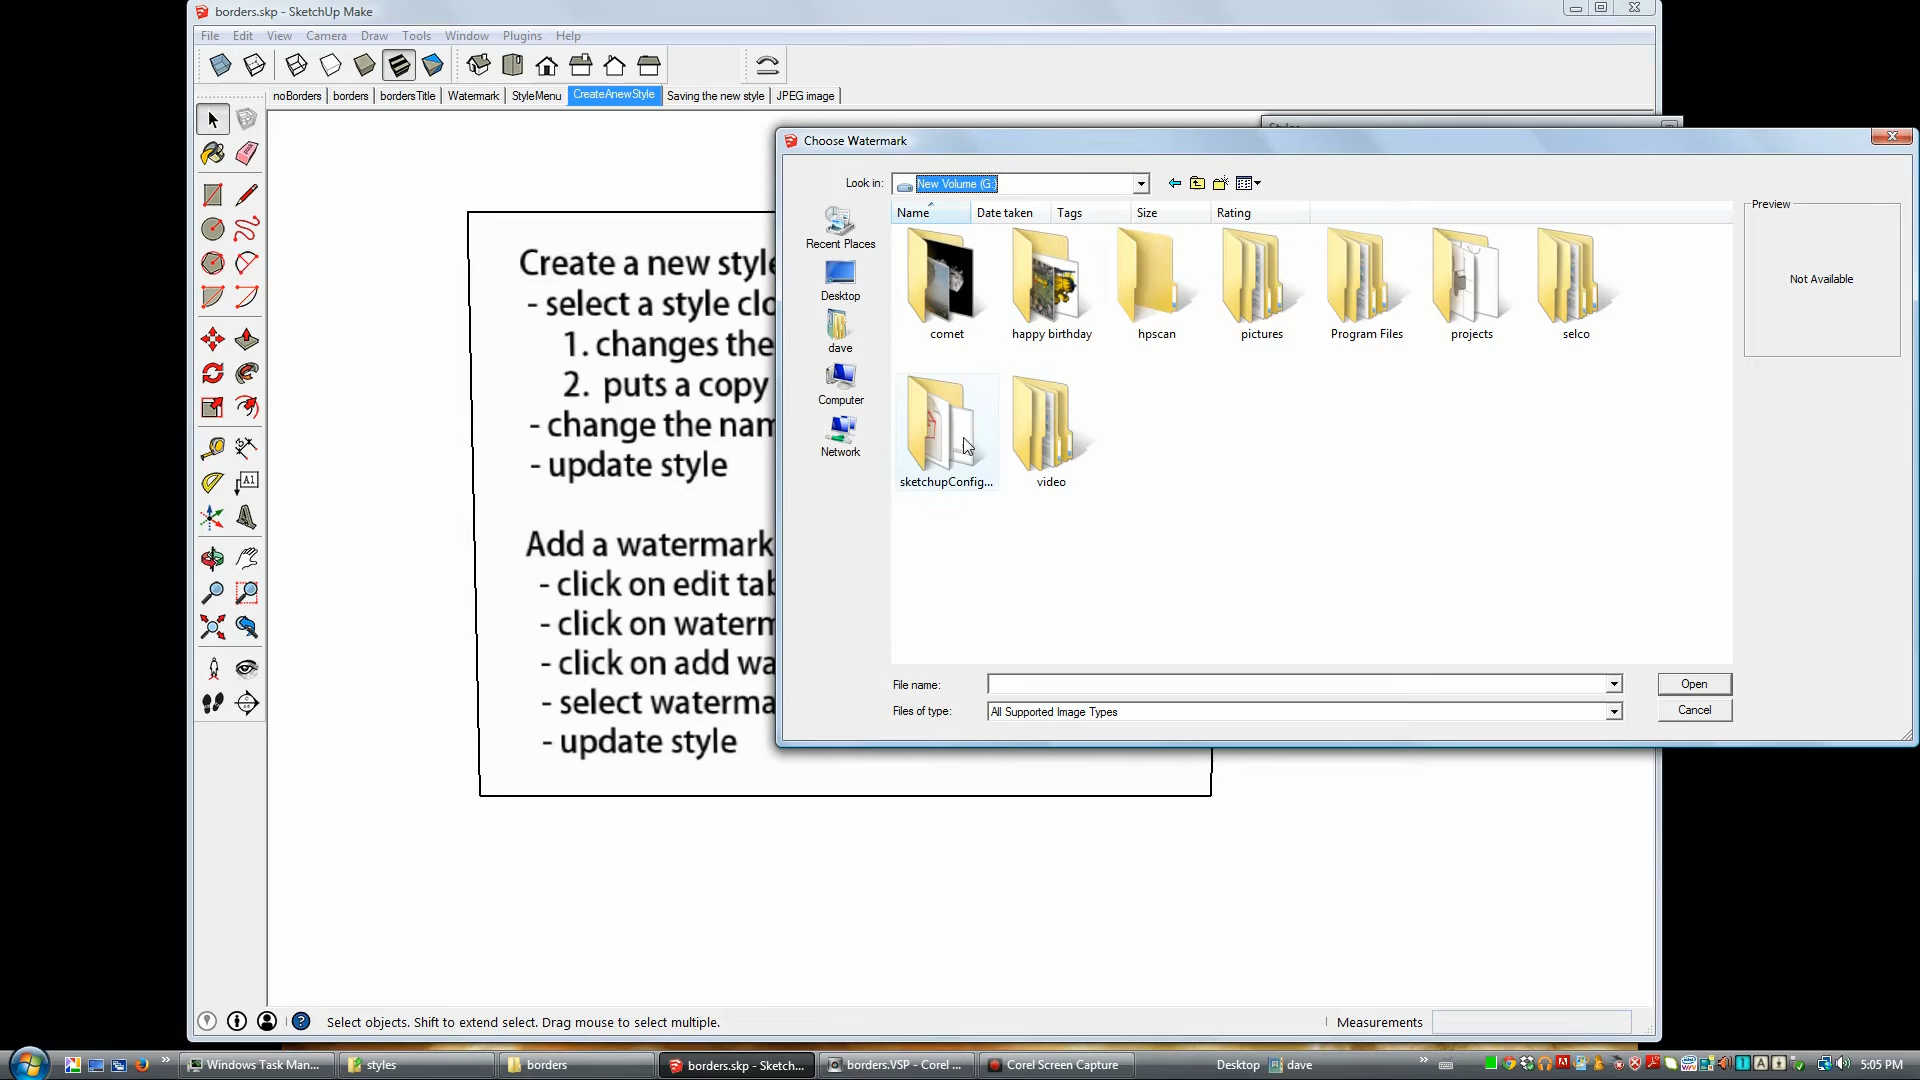 borders.skp - SketchUp Make
File Edit View Camera Draw Tools Window Plugins Help
noBorders borders bordersTitle Watermark StyleMenu CreateAnewStyle Saving the new style JPEG image
Choose Watermark
Look in: New Volume (G:)
Name Date taken Tags Size Rating
Preview
Not Available
Recent Places
Desktop
dave
Computer
Network
comet happy birthday hpscan pictures Program Files projects selco
sketchupConfig... video
File name: Open
Files of type: All Supported Image Types Cancel
Create a new style
- select a style clo
1. changes the
2. puts a copy
- change the nam
- update style
Add a watermark
- click on edit tab
- click on waterm
- click on add wa
- select waterma
- update style
Select objects. Shift to extend select. Drag mouse to select multiple.
Measurements
Windows Task Man... styles borders borders.skp - Sketch... borders.VSP - Corel ... Corel Screen Capture Desktop dave 5:05 PM